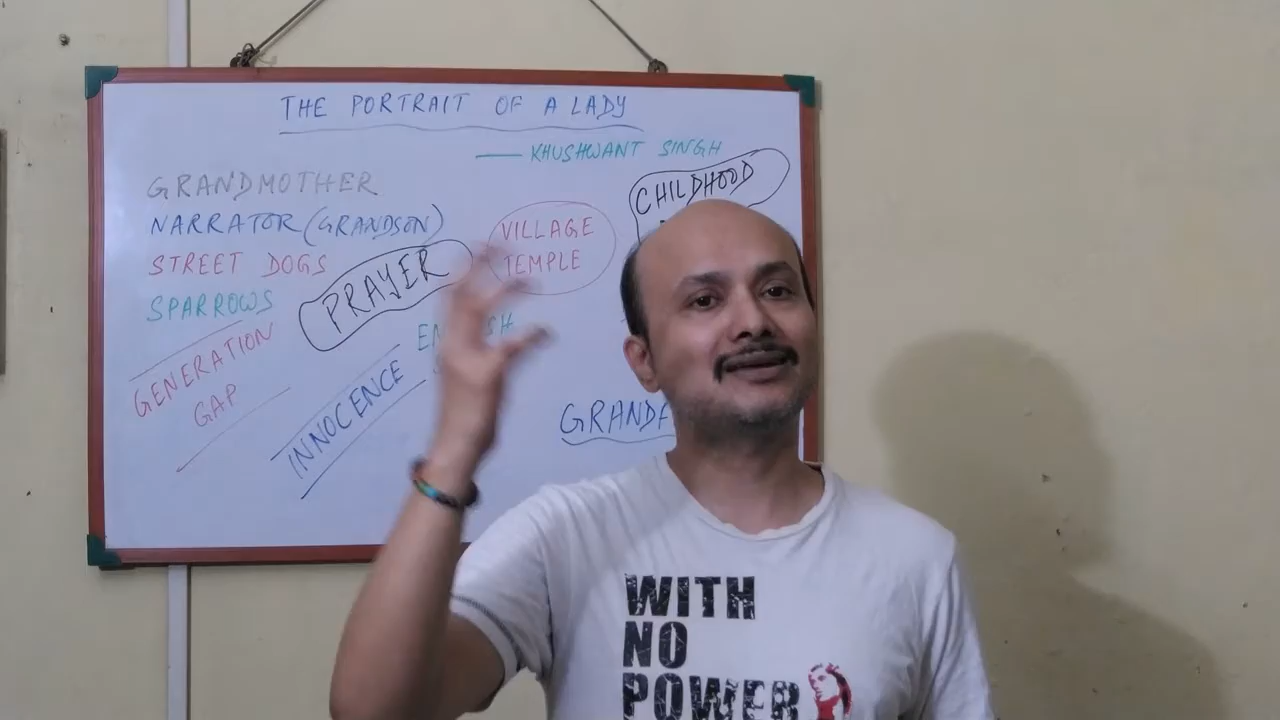 THE PORTRAIT OF A LADY
— KHUSHWANT SINGH
GRANDMOTHER
NARRATOR (GRANDSON)
STREET DOGS
SPARROWS
GENERATION
GAP
PRAYER
INNOCENCE
VILLAGE
TEMPLE
CHILDHOOD
WITH
NO
POWER